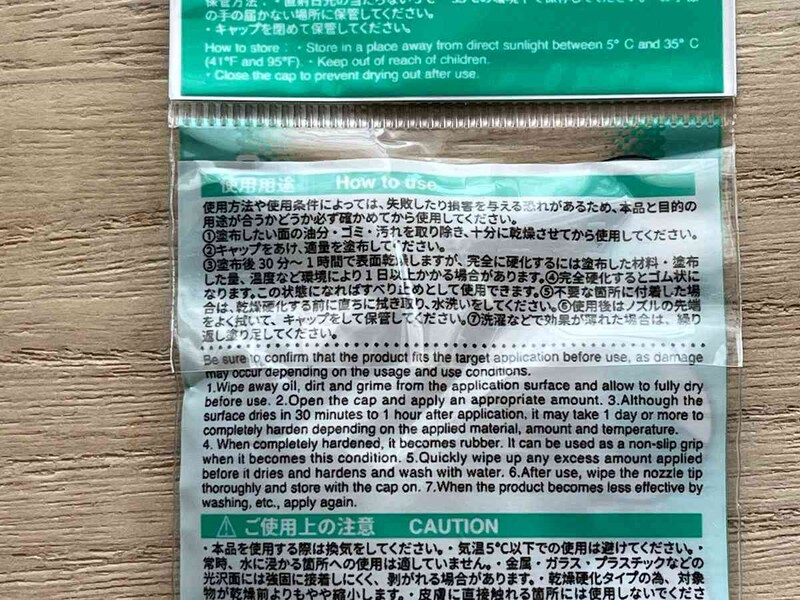 の手の届かない場所に保管してください。
・キャップを閉めて保管してください。
How to store : ・Store in a place away from direct sunlight between 5° C and 35° C
(41°F and 95°F). ・Keep out of reach of children.
・Close the cap to prevent drying out after use.
使用用途 How to use
使用方法や使用条件によっては、失敗したり損害を与える恐れがあるため、本品と目的の
用途が合うかどうか必ず確かめてから使用してください。
①塗布したい面の油分・ゴミ・汚れを取り除き、十分に乾燥させてから使用してください。
②キャップをあけ、適量を塗布してください。
③塗布後30分～1時間で表面乾燥しますが、完全に硬化するには塗布した材料・塗布
した量、温度など環境により1日以上かかる場合があります。④完全硬化するとゴム状に
なります。この状態になればすべり止めとして使用できます。⑤不要な箇所に付着した場
合は、乾燥硬化する前に直ちに拭き取り、水洗いをしてください。⑥使用後はノズルの先端
をよく拭いて、キャップをして保管してください。⑦洗濯などで効果が薄れた場合は、繰り
返し塗り足してください。
Be sure to confirm that the product fits the target application before use, as damage
may occur depending on the usage and use conditions.
1.Wipe away oil, dirt and grime from the application surface and allow to fully dry
before use. 2.Open the cap and apply an appropriate amount. 3.Although the
surface dries in 30 minutes to 1 hour after application, it may take 1 day or more to
completely harden depending on the applied material, amount and temperature.
4. When completely hardened, it becomes rubber. It can be used as a non-slip grip
when it becomes this condition. 5.Quickly wipe up any excess amount applied
before it dries and hardens and wash with water. 6.After use, wipe the nozzle tip
thoroughly and store with the cap on. 7.When the product becomes less effective by
washing, etc., apply again.
ご使用上の注意 CAUTION
・本品を使用する際は換気をしてください。・気温5℃以下での使用は避けてください。・
常時、水に浸かる箇所への使用は適していません。・金属・ガラス・プラスチックなどの
光沢面には強固に接着しにくく、剥がれる場合があります。・乾燥硬化タイプの為、対象
物が乾燥前よりもやや縮小します。・皮膚に直接触れる箇所には使用しないでくださ